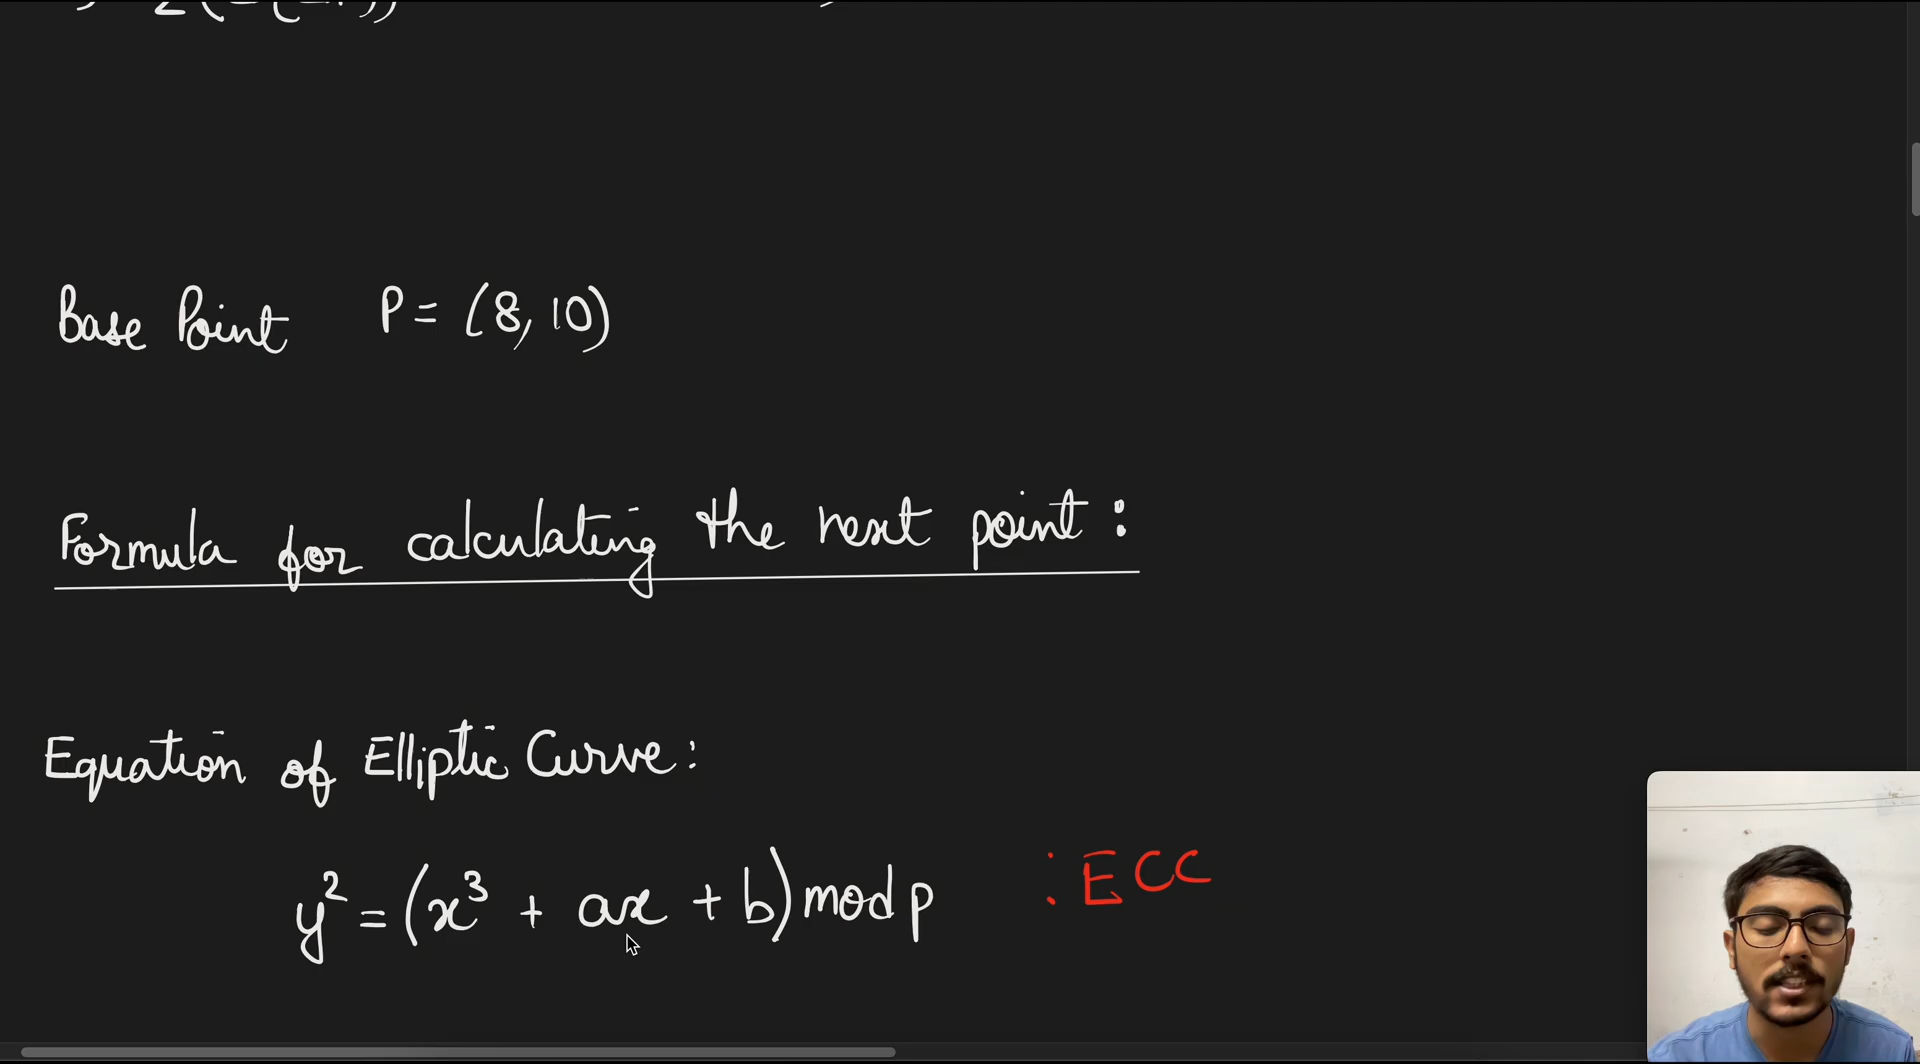 Base Point P = (8, 10)
Formula for calculating the next point :
Equation of Elliptic Curve :
y² = (x³ + ax + b) mod p : ECC